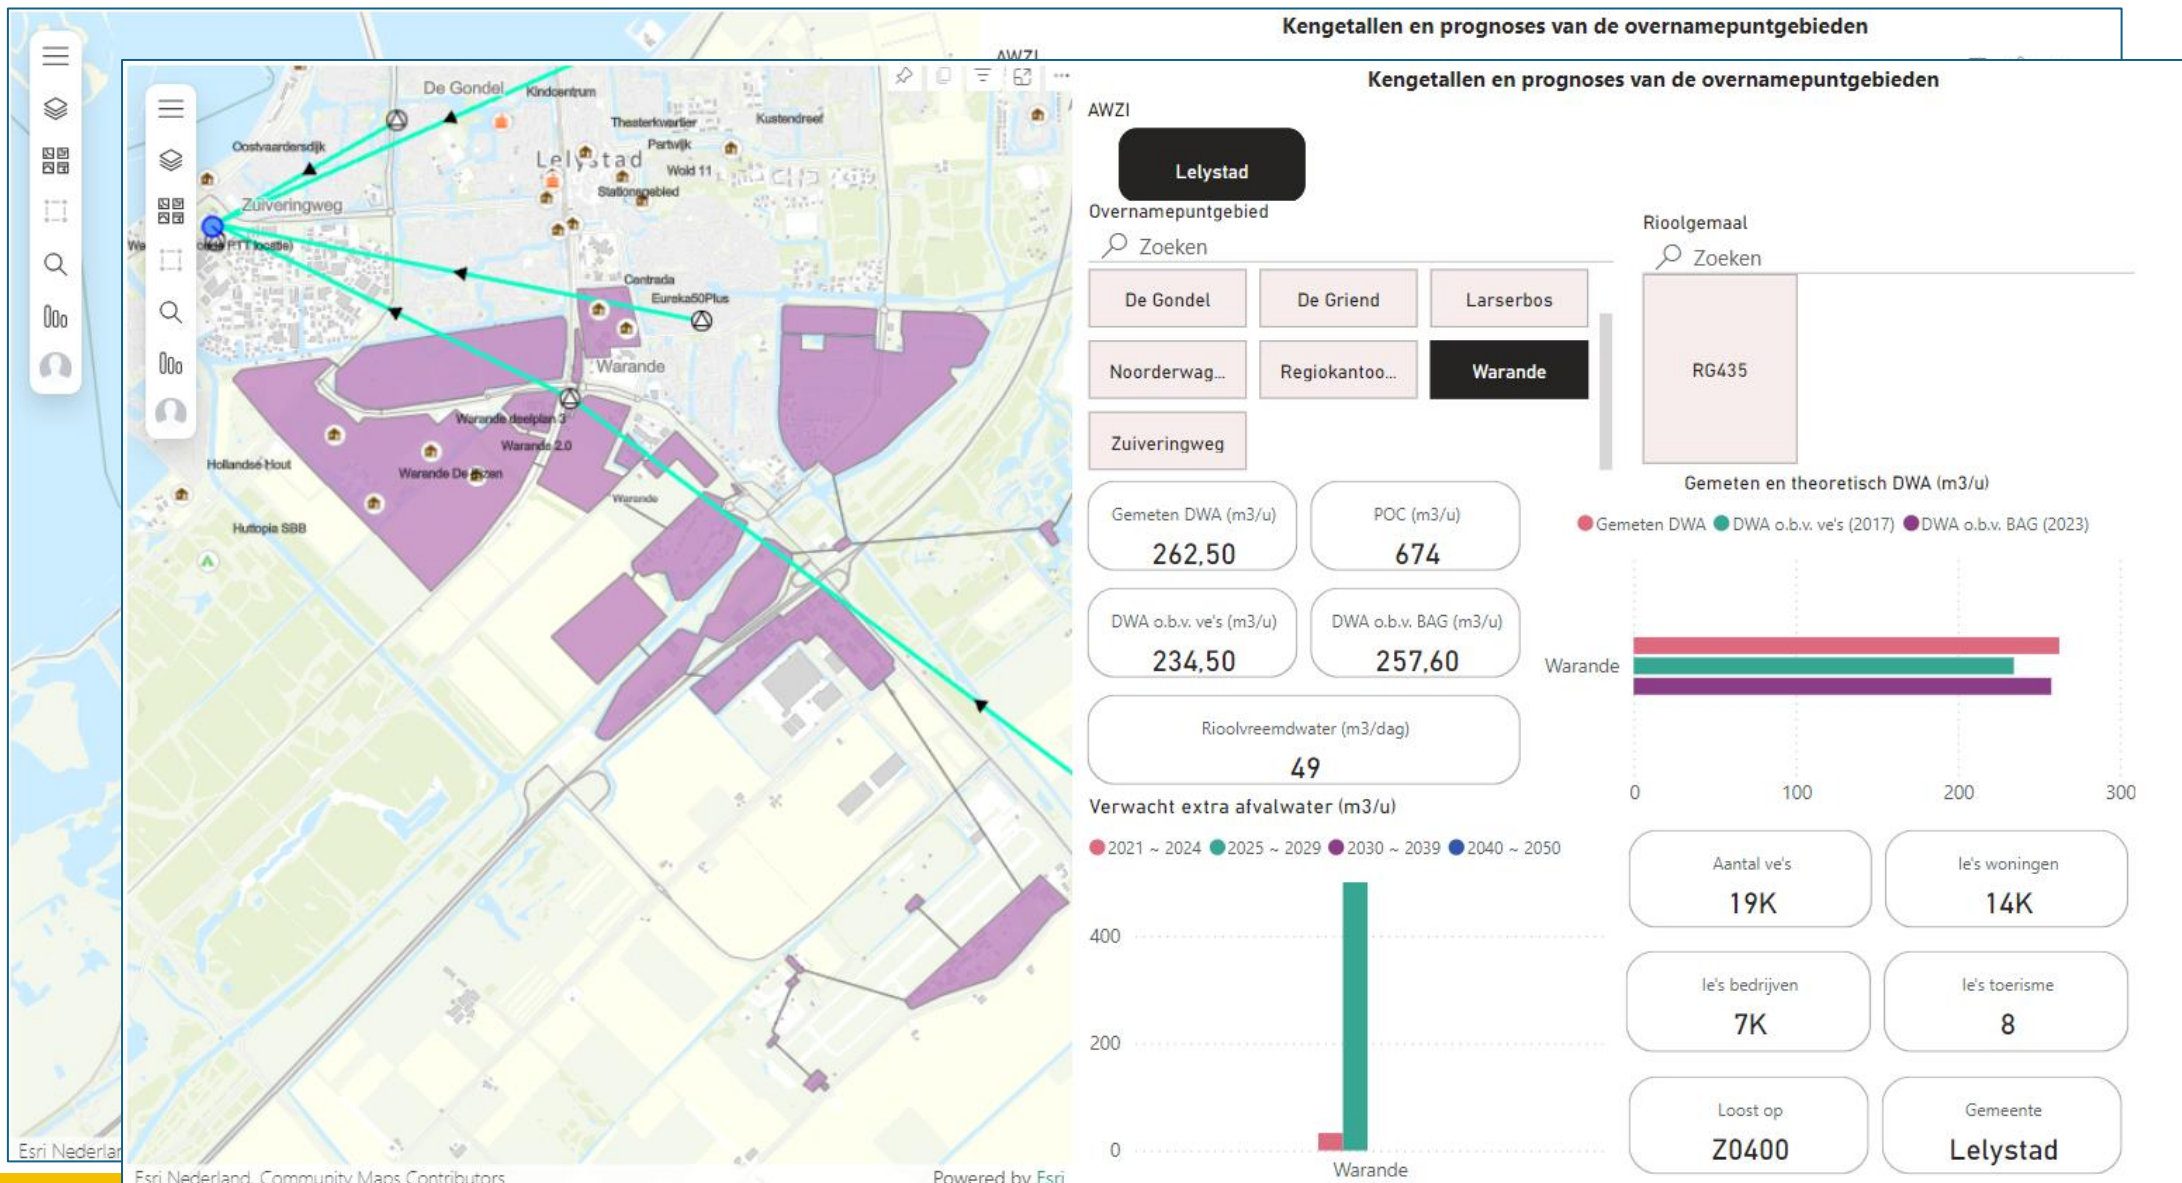 Kengetallen en prognoses van de overnamepuntgebieden
AWZI
Kengetallen en prognoses van de overnamepuntgebieden
AWZI
Lelystad
Overnamepuntgebied
Zoeken
De Gondel
De Griend
Larserbos
Noorderwag...
Regiokantoo...
Warande
Zuiveringweg
Rioolgemaal
Zoeken
RG435
Gemeten DWA (m3/u)
262,50
POC (m3/u)
674
DWA o.b.v. ve's (m3/u)
234,50
DWA o.b.v. BAG (m3/u)
257,60
Rioolvreemdwater (m3/dag)
49
Gemeten en theoretisch DWA (m3/u)
Gemeten DWA DWA o.b.v. ve's (2017) DWA o.b.v. BAG (2023)
Warande
0 100 200 300
Verwacht extra afvalwater (m3/u)
2021 ~ 2024 2025 ~ 2029 2030 ~ 2039 2040 ~ 2050
400
200
0
Warande
Aantal ve's
19K
Ie's woningen
14K
Ie's bedrijven
7K
Ie's toerisme
8
Loost op
Z0400
Gemeente
Lelystad
De Gondel
Kindcentrum
Theaterkwartier
Kustendreef
Parkwijk
Oostvaardersdijk
Lelystad
Wold 11
Stationsgebied
Zuiveringweg
PTT locatie)
Centrada
Eureka50Plus
Warande
Warande deelplan 3
Warande 2.0
Hollandse Hout
Warande De
Warande
Huttopia SBB
Esri Nederlan
Esri Nederland, Community Maps Contributors
Powered by Esri